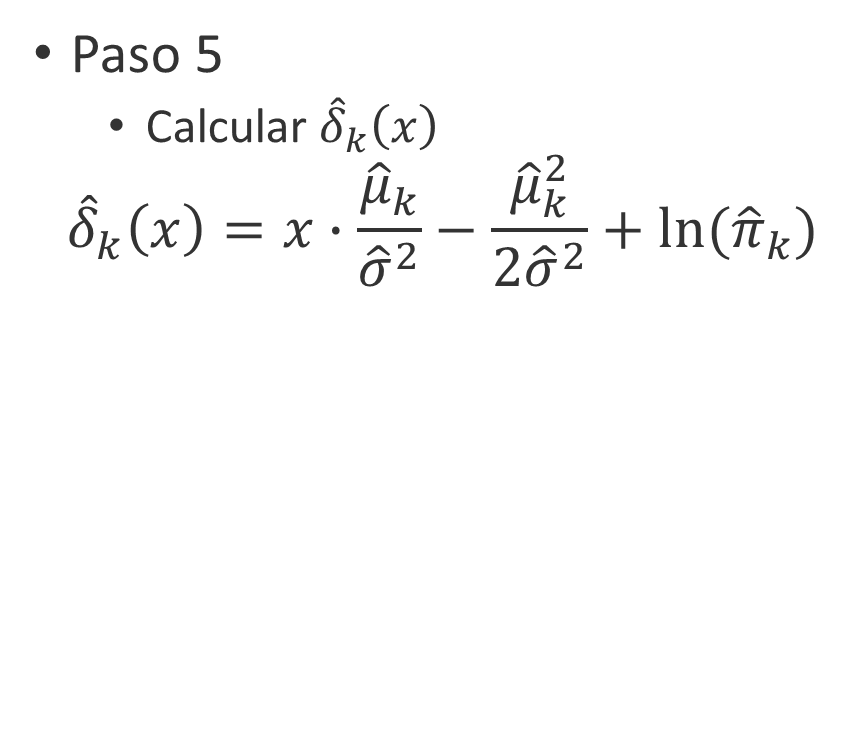 • Paso 5
• Calcular δ̂ₖ(x)
δ̂ₖ(x) = x · μ̂ₖ/σ̂² − μ̂ₖ²/2σ̂² + ln(π̂ₖ)